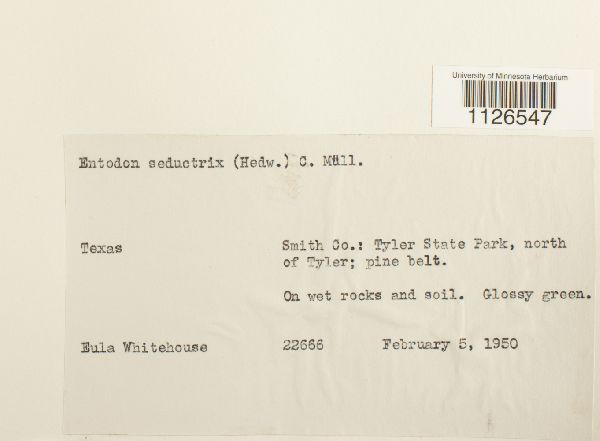 University of Minnesota Herbarium
1126547
Entodon seductrix (Hedw.) C. Müll.
Texas
Smith Co.: Tyler State Park, north
of Tyler; pine belt.
On wet rocks and soil. Glossy green.
Eula Whitehouse 22666 February 5, 1950